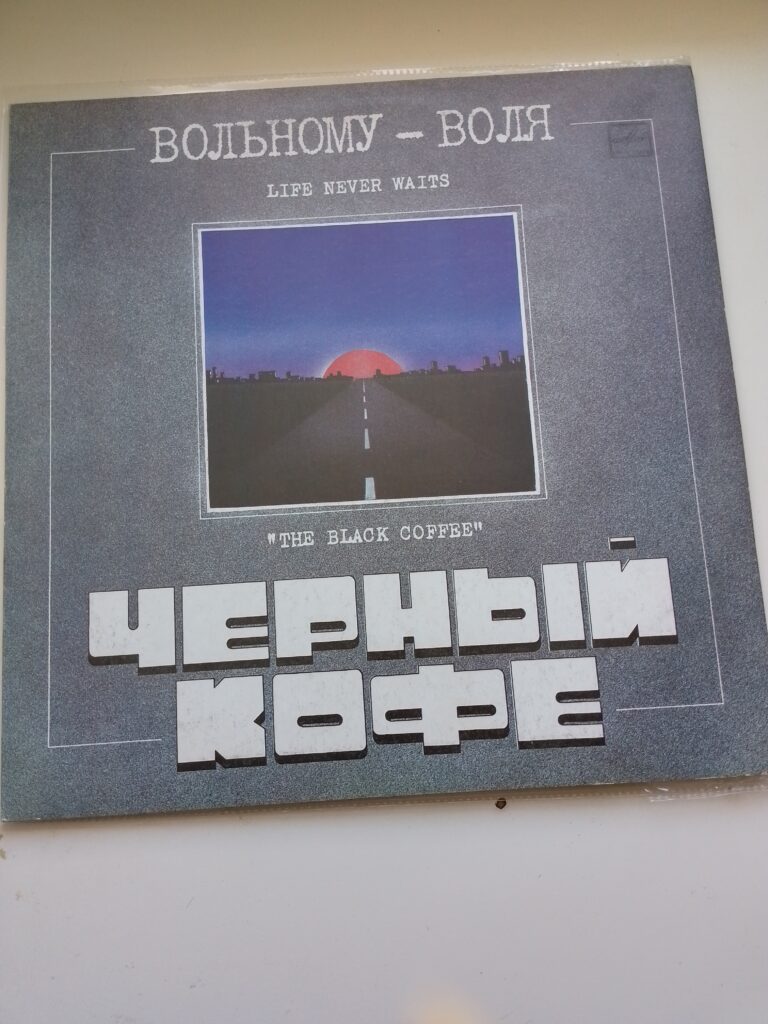 ВОЛЬНОМУ – ВОЛЯ
LIFE NEVER WAITS
"THE BLACK COFFEE"
ЧЕРНЫЙ
КОФЕ